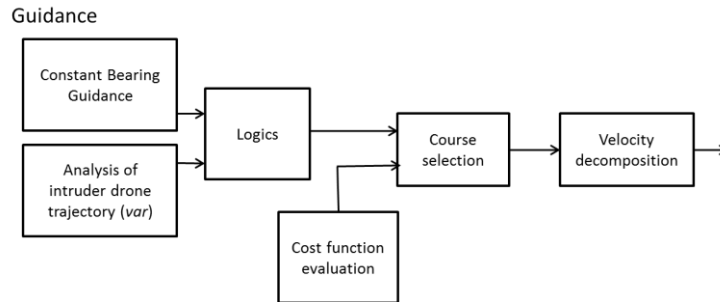 Guidance
Constant Bearing
Guidance
Analysis of
intruder drone
trajectory (var)
Logics
Cost function
evaluation
Course
selection
Velocity
decomposition